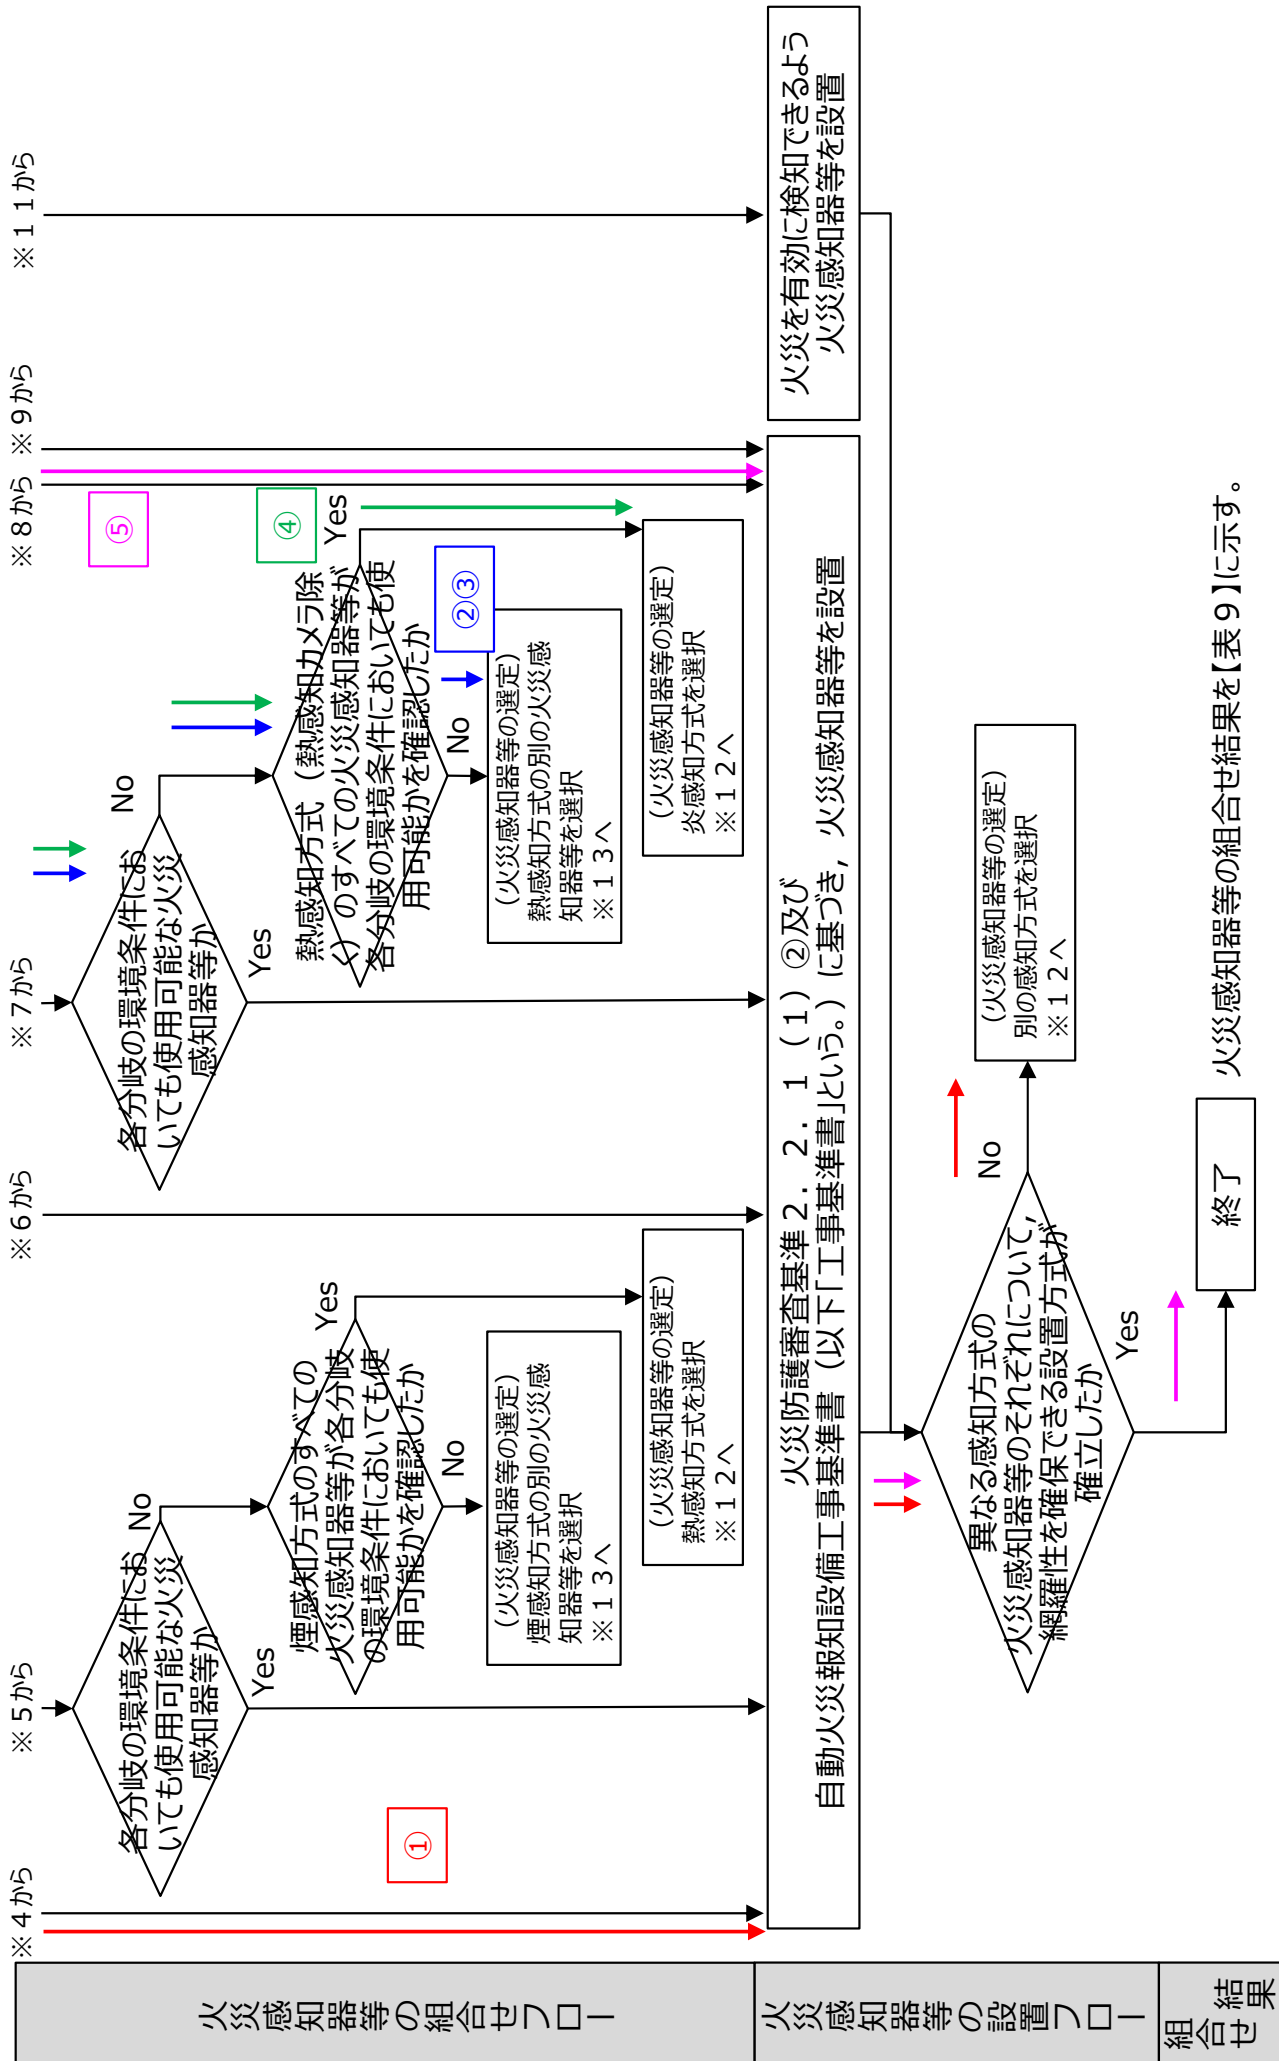 火災感知器等の組合せフロー
※４から
①
※５から
各分岐の環境条件にお
いても使用可能な火災
感知器等か
No
Yes
煙感知方式のすべての
火災感知器等が各分岐
の環境条件においても使
用可能かを確認したか
Yes
No
（火災感知器等の選定）
煙感知方式の別の火災感
知器等を選択
※１３へ
（火災感知器等の選定）
熱感知方式を選択
※１２へ
※６から
※７から
各分岐の環境条件にお
いても使用可能な火災
感知器等か
No
Yes
熱感知方式（熱感知カメラ除
く）のすべての火災感知器等が
各分岐の環境条件においても使
用可能かを確認したか
Yes
No
④
②③
（火災感知器等の選定）
熱感知方式の別の火災感
知器等を選択
※１３へ
（火災感知器等の選定）
炎感知方式を選択
※１２へ
※８から
⑤
※９から
※１１から
火災感知器等の設置フロー
火災防護審査基準２．２．１（１）②及び
自動火災報知設備工事基準書（以下「工事基準書」という。）に基づき，火災感知器等を設置
火災を有効に検知できるよう
火災感知器等を設置
異なる感知方式の
火災感知器等のそれぞれについて，
網羅性を確保できる設置方式が
確立したか
No
Yes
（火災感知器等の選定）
別の感知方式を選択
※１２へ
組合せ結果
終了
火災感知器等の組合せ結果を【表９】に示す。